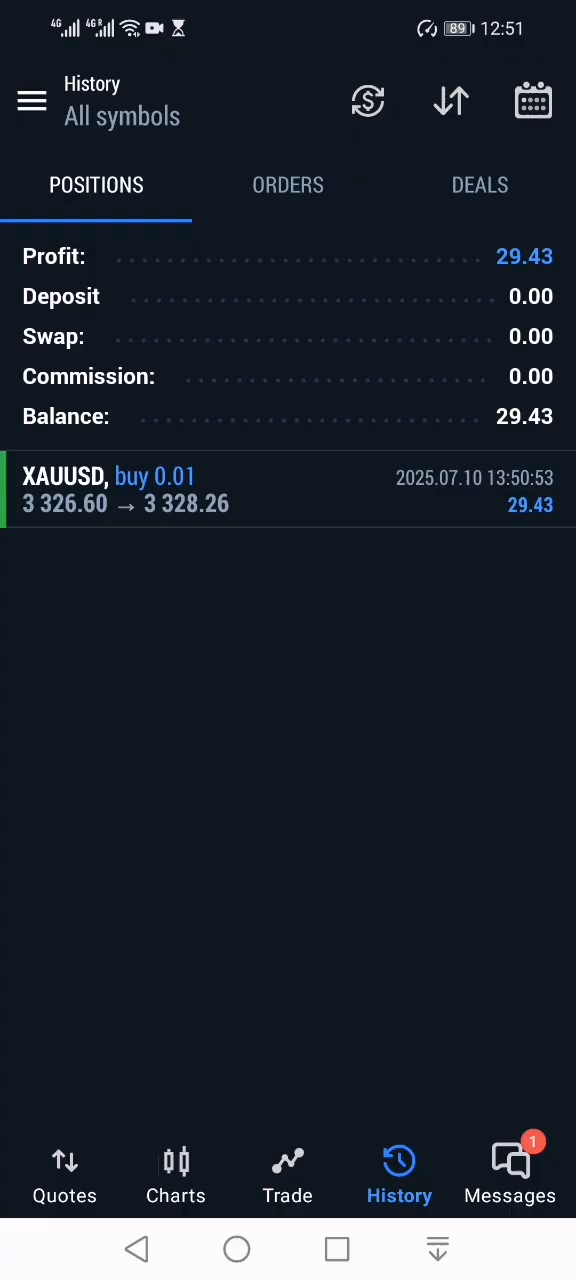 4G 4G R 89 12:51
History
All symbols
POSITIONS ORDERS DEALS
Profit: 29.43
Deposit 0.00
Swap: 0.00
Commission: 0.00
Balance: 29.43
XAUUSD, buy 0.01 2025.07.10 13:50:53
3 326.60 → 3 328.26 29.43
1
Quotes Charts Trade History Messages